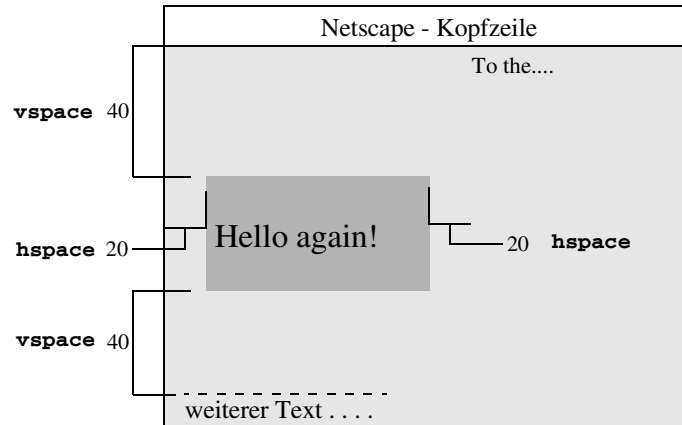 Netscape - Kopfzeile
To the....
vspace 40
Hello again!
hspace 20
20 hspace
vspace 40
weiterer Text . . . .